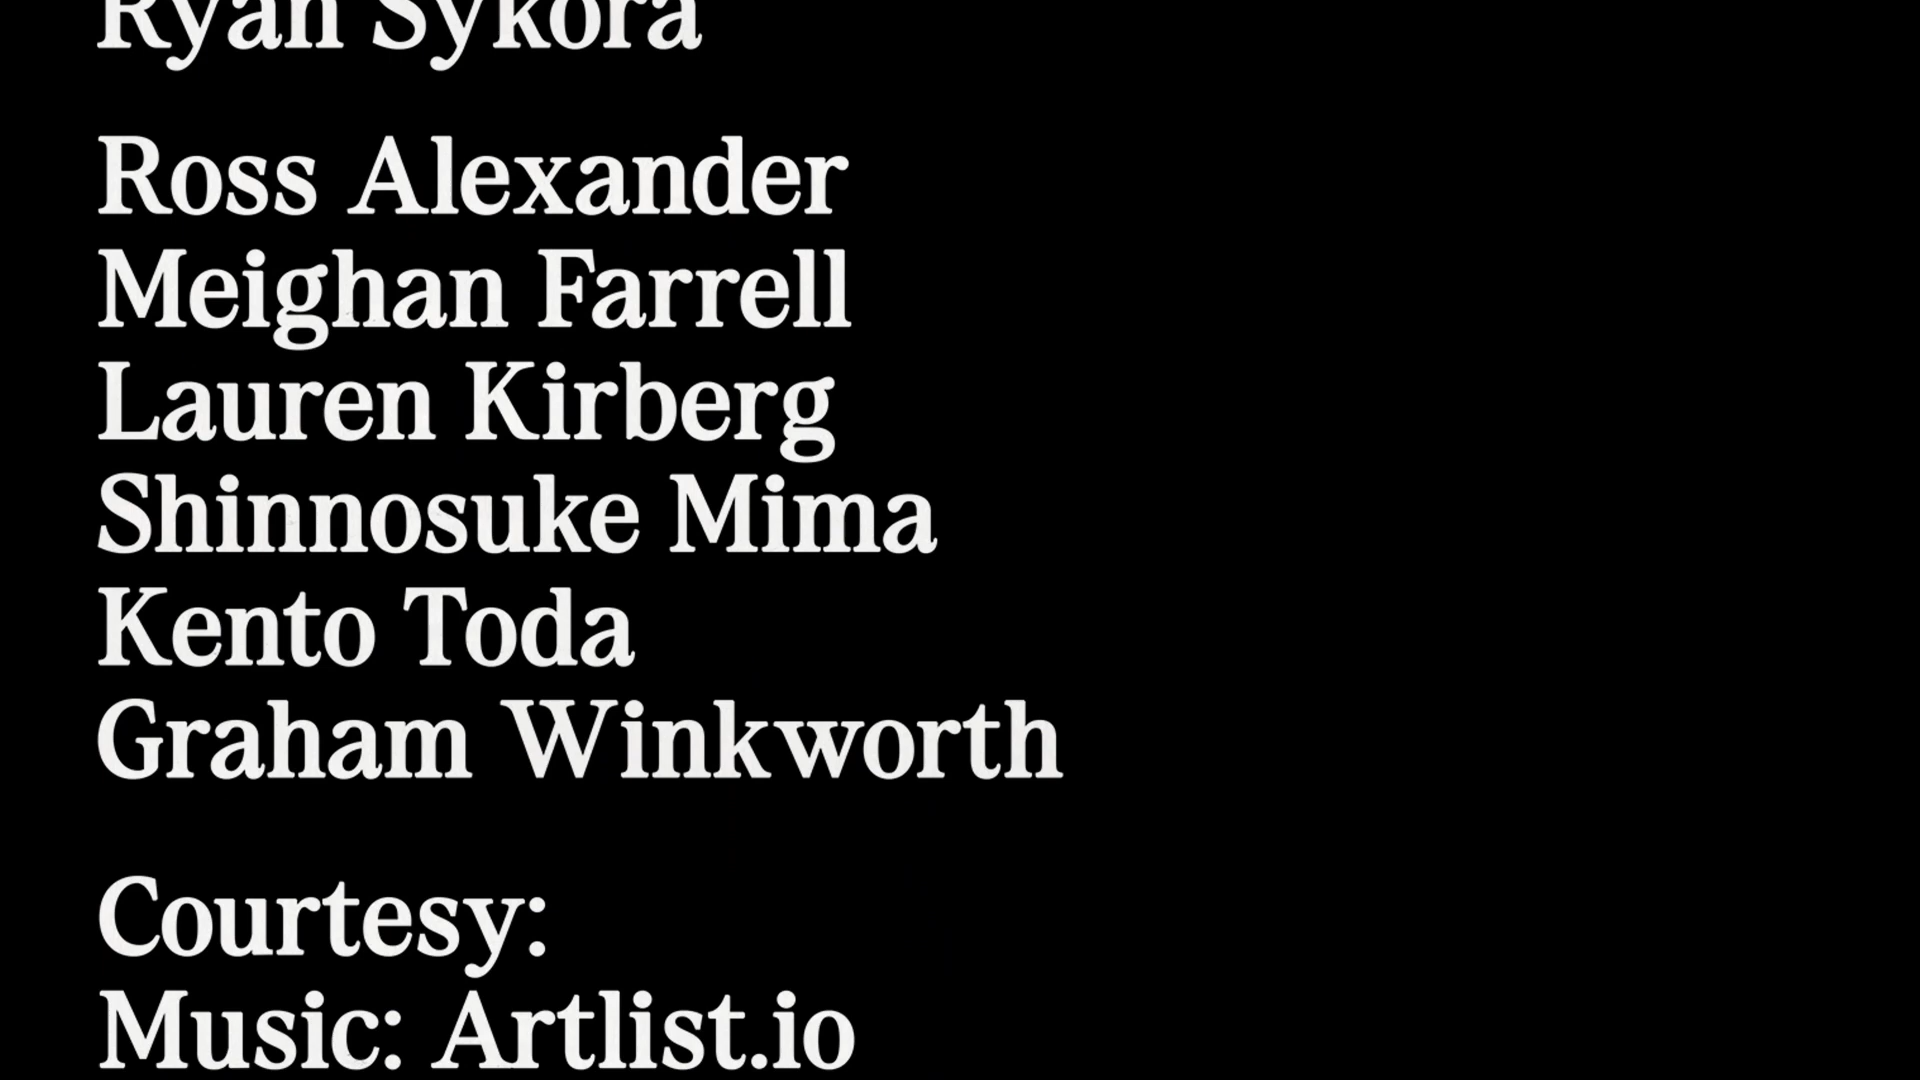 Ryan Sykora
Ross Alexander
Meighan Farrell
Lauren Kirberg
Shinnosuke Mima
Kento Toda
Graham Winkworth
Courtesy:
Music: Artlist.io